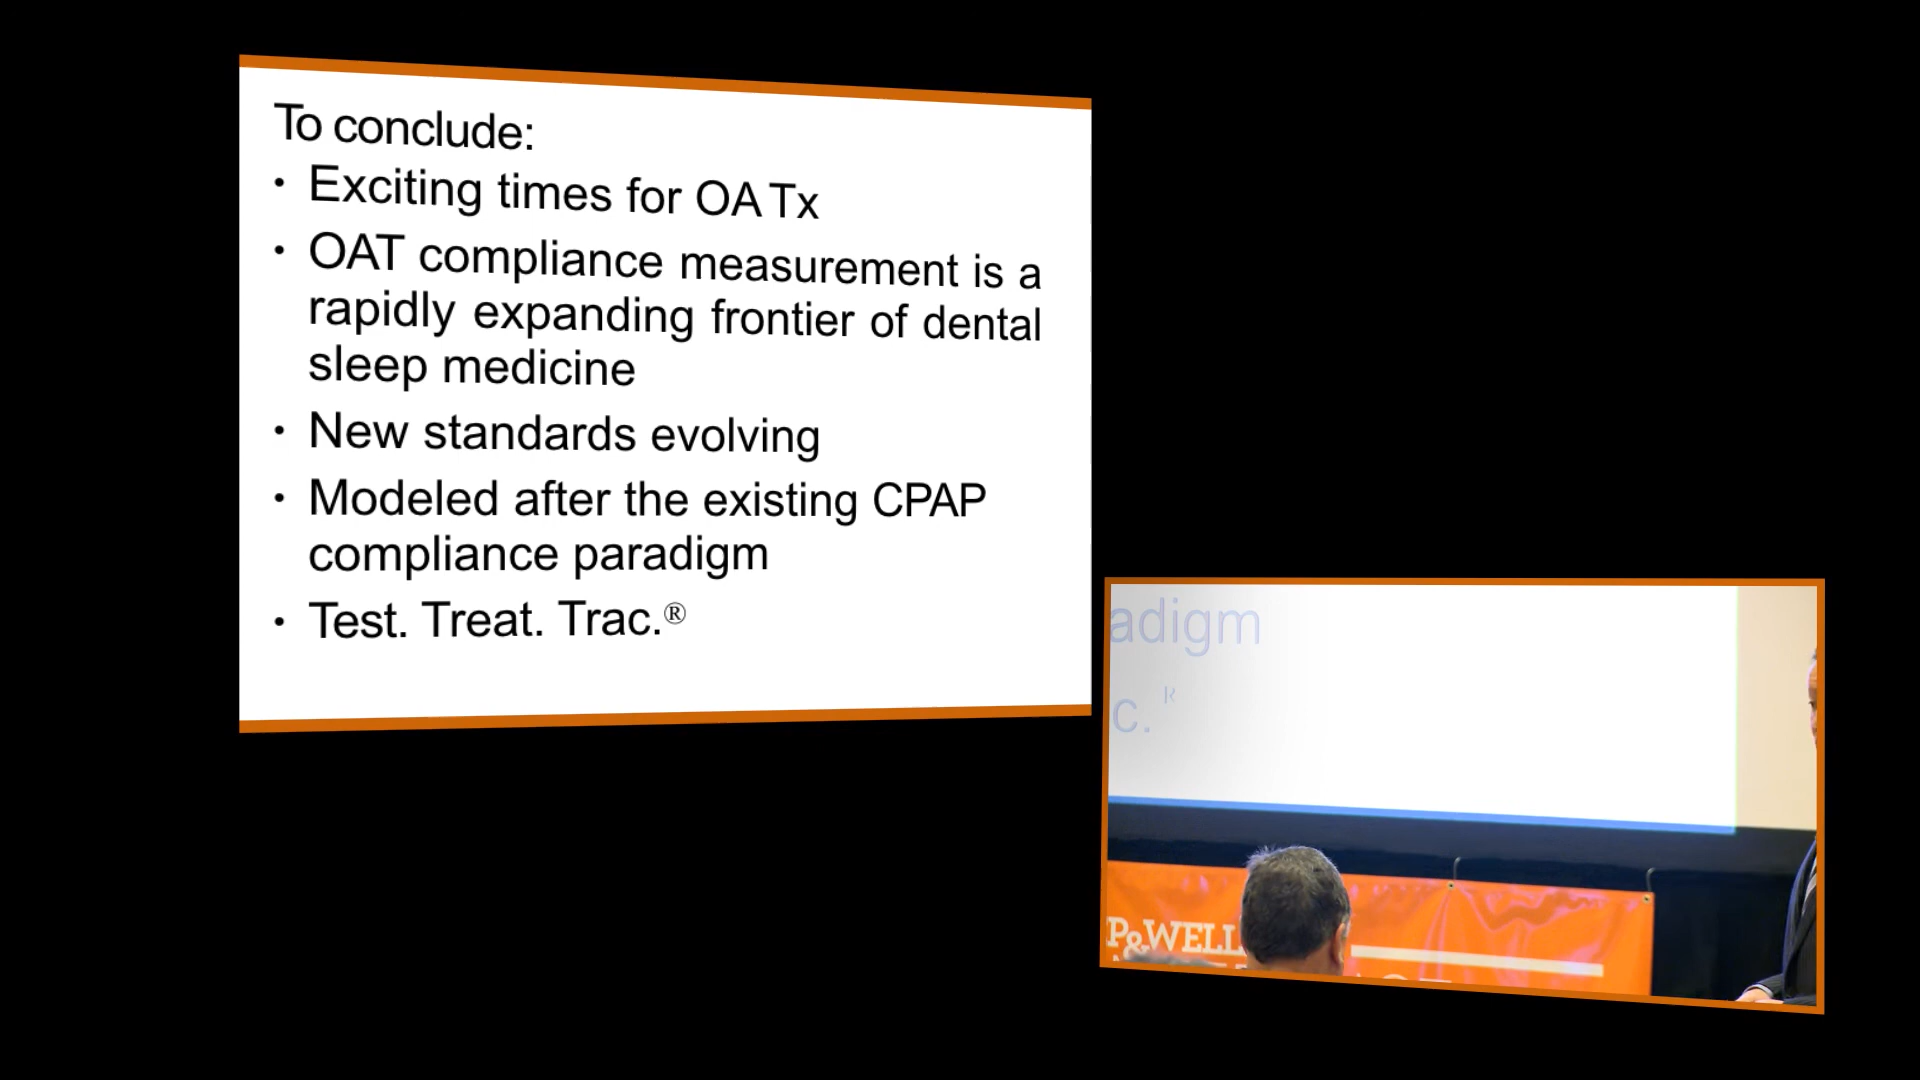 To conclude:
• Exciting times for OA Tx
• OAT compliance measurement is a
rapidly expanding frontier of dental
sleep medicine
• New standards evolving
• Modeled after the existing CPAP
compliance paradigm
• Test. Treat. Trac.®
adigm
c. R
P&WELL